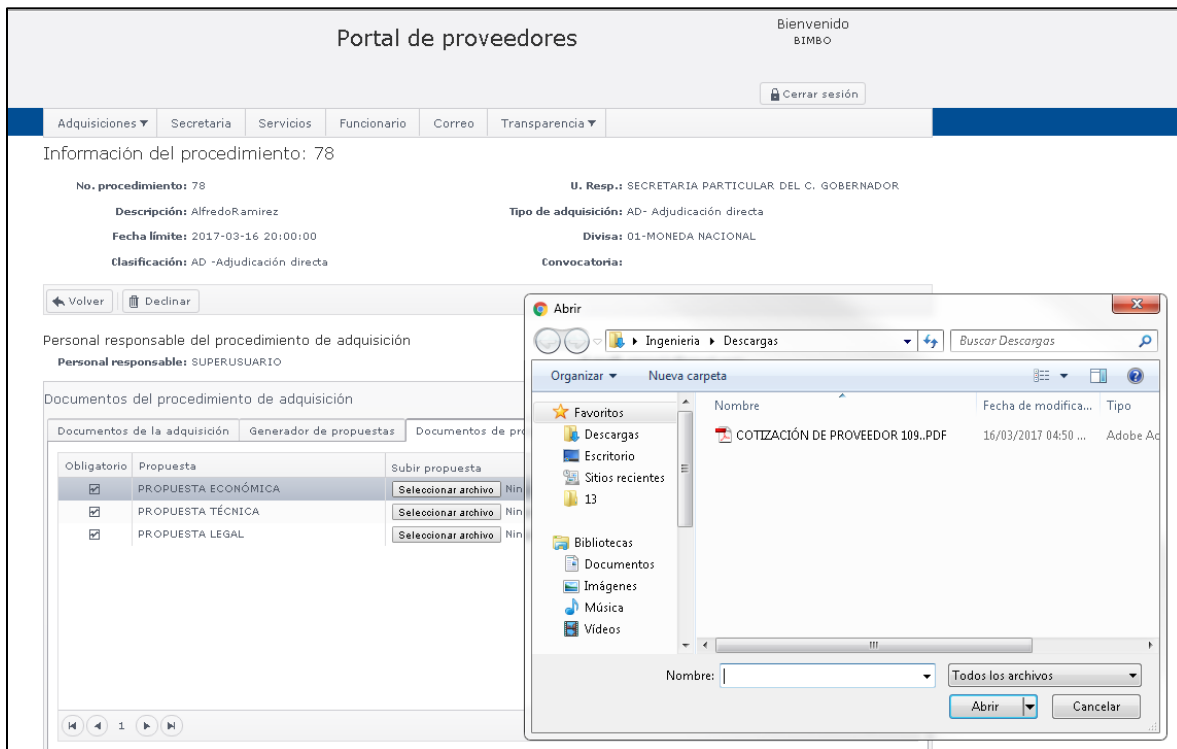 Portal de proveedores
Bienvenido
BIMBO
Cerrar sesión
Adquisiciones Secretaria Servicios Funcionario Correo Transparencia
Información del procedimiento: 78
No. procedimiento: 78 U. Resp.: SECRETARIA PARTICULAR DEL C. GOBERNADOR
Descripción: AlfredoRamirez Tipo de adquisición: AD- Adjudicación directa
Fecha límite: 2017-03-16 20:00:00 Divisa: 01-MONEDA NACIONAL
Clasificación: AD -Adjudicación directa Convocatoria:
Volver Declinar
Personal responsable del procedimiento de adquisición
Personal responsable: SUPERUSUARIO
Documentos del procedimiento de adquisición
Documentos de la adquisición Generador de propuestas Documentos de pro
Obligatorio Propuesta Subir propuesta
PROPUESTA ECONÓMICA Seleccionar archivo Nin
PROPUESTA TÉCNICA Seleccionar archivo Nin
PROPUESTA LEGAL Seleccionar archivo Nin
1
Abrir
Ingenieria Descargas Buscar Descargas
Organizar Nueva carpeta
Favoritos
Descargas
Escritorio
Sitios recientes
13
Bibliotecas
Documentos
Imágenes
Música
Vídeos
Nombre Fecha de modifica... Tipo
COTIZACIÓN DE PROVEEDOR 109..PDF 16/03/2017 04:50 ... Adobe Ac
Nombre: Todos los archivos
Abrir Cancelar